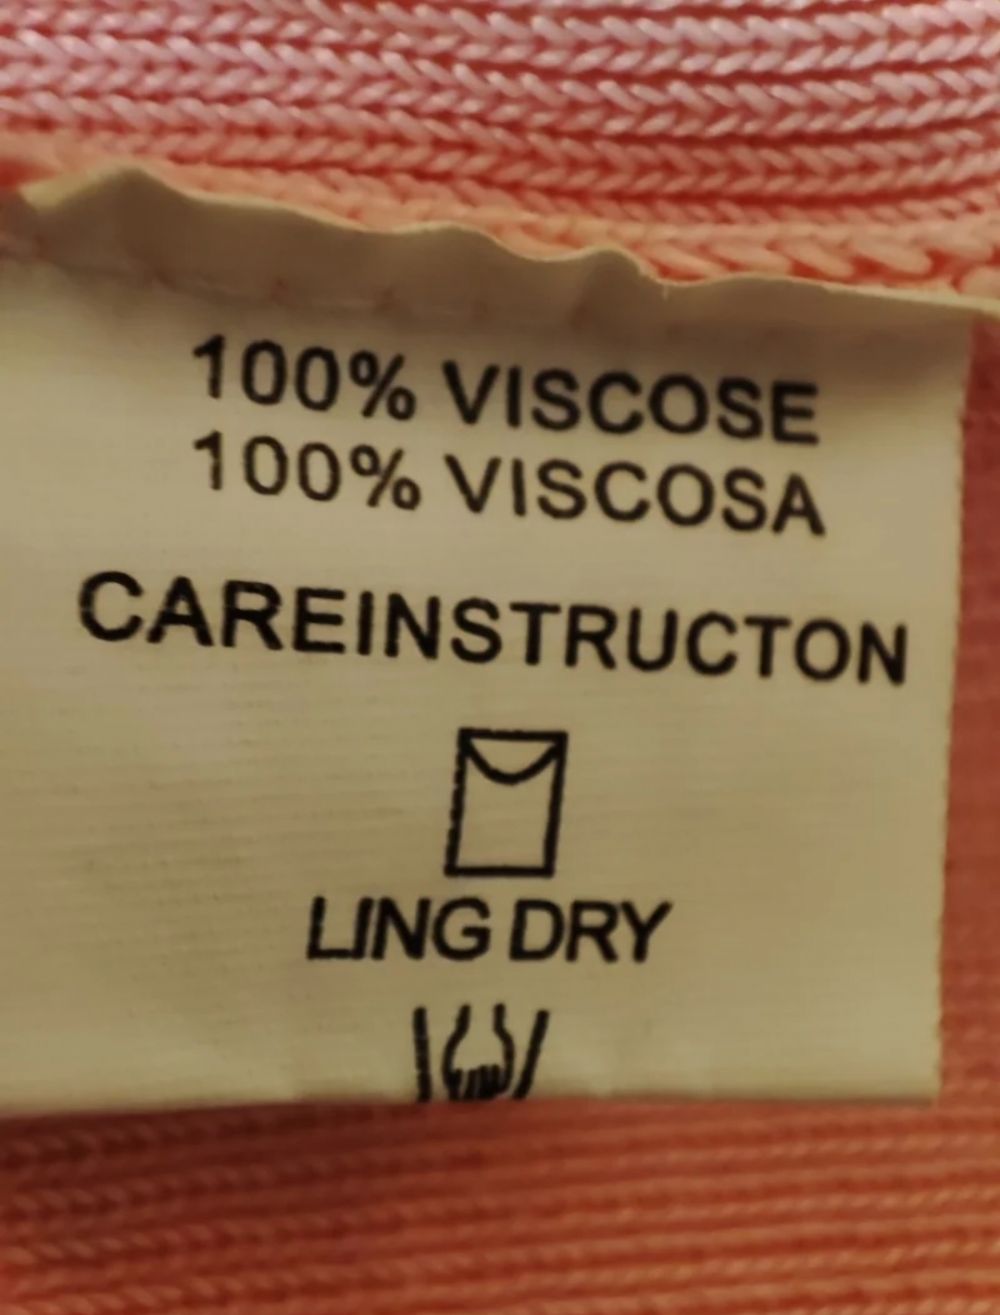 100% VISCOSE
100% VISCOSA
CAREINSTRUCTON
LING DRY